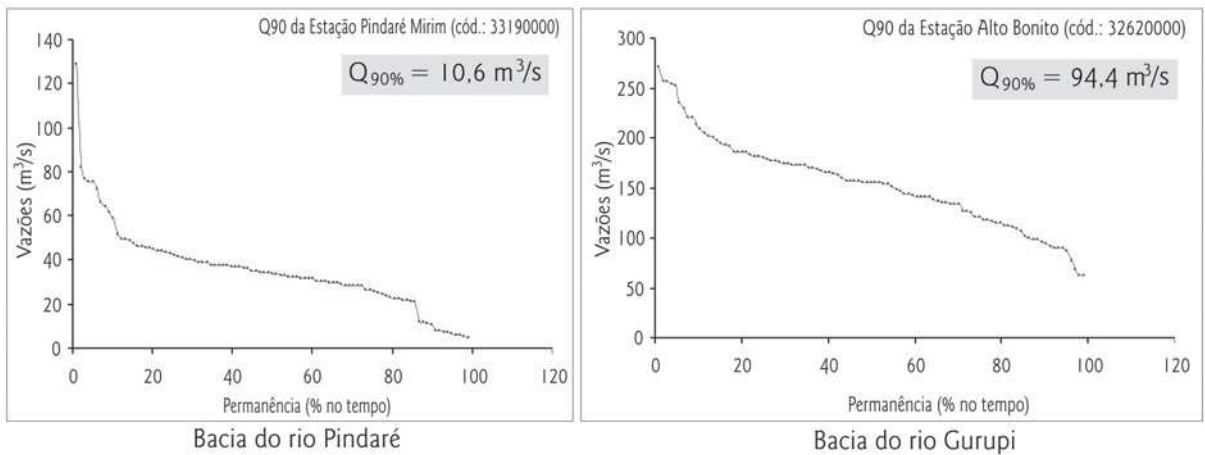 Q90 da Estação Pindaré Mirim (cód.: 33190000)
Q90% = 10,6 m³/s
Vazões (m³/s)
140
120
100
80
60
40
20
0
0 20 40 60 80 100 120
Permanência (% no tempo)
Bacia do rio Pindaré
Q90 da Estação Alto Bonito (cód.: 32620000)
Q90% = 94,4 m³/s
Vazões (m³/s)
300
250
200
150
100
50
0
0 20 40 60 80 100 120
Permanência (% no tempo)
Bacia do rio Gurupi